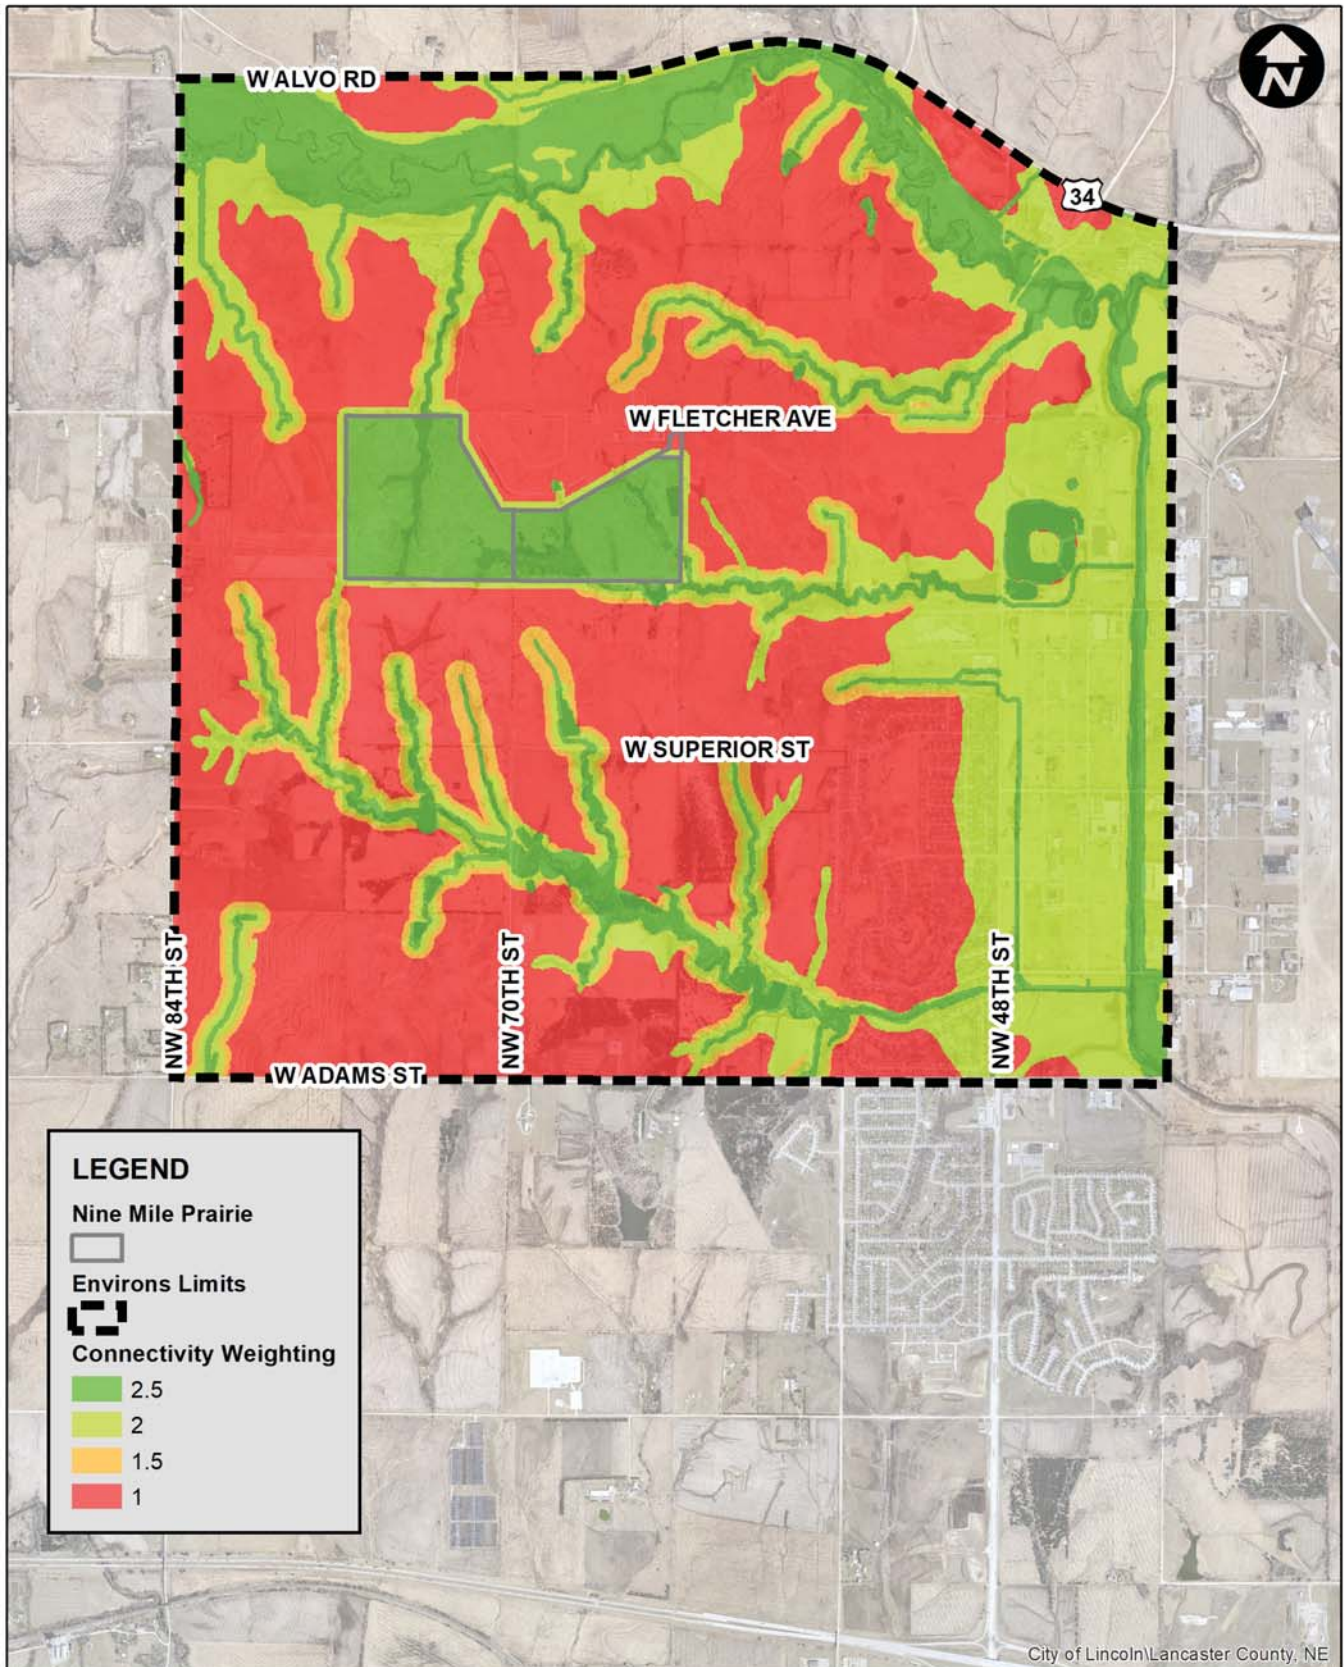 N
W ALVO RD
34
W FLETCHER AVE
W SUPERIOR ST
NW 84TH ST
NW 70TH ST
NW 48TH ST
W ADAMS ST
LEGEND
Nine Mile Prairie
Environs Limits
Connectivity Weighting
2.5
2
1.5
1
City of Lincoln\Lancaster County, NE